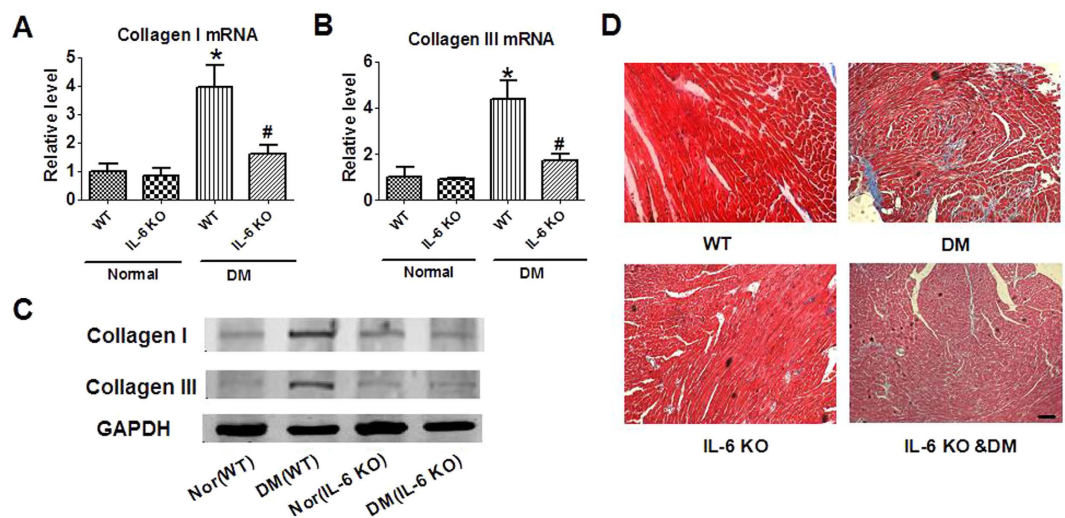 A
Collagen I mRNA
Relative level
5
4
3
2
1
0
*
#
WT
IL-6 KO
WT
IL-6 KO
Normal
DM
B
Collagen III mRNA
Relative level
6
4
2
0
*
#
WT
IL-6 KO
WT
IL-6 KO
Normal
DM
C
Collagen I
Collagen III
GAPDH
Nor(WT)
DM(WT)
Nor(IL-6 KO)
DM(IL-6 KO)
D
WT
DM
IL-6 KO
IL-6 KO &DM